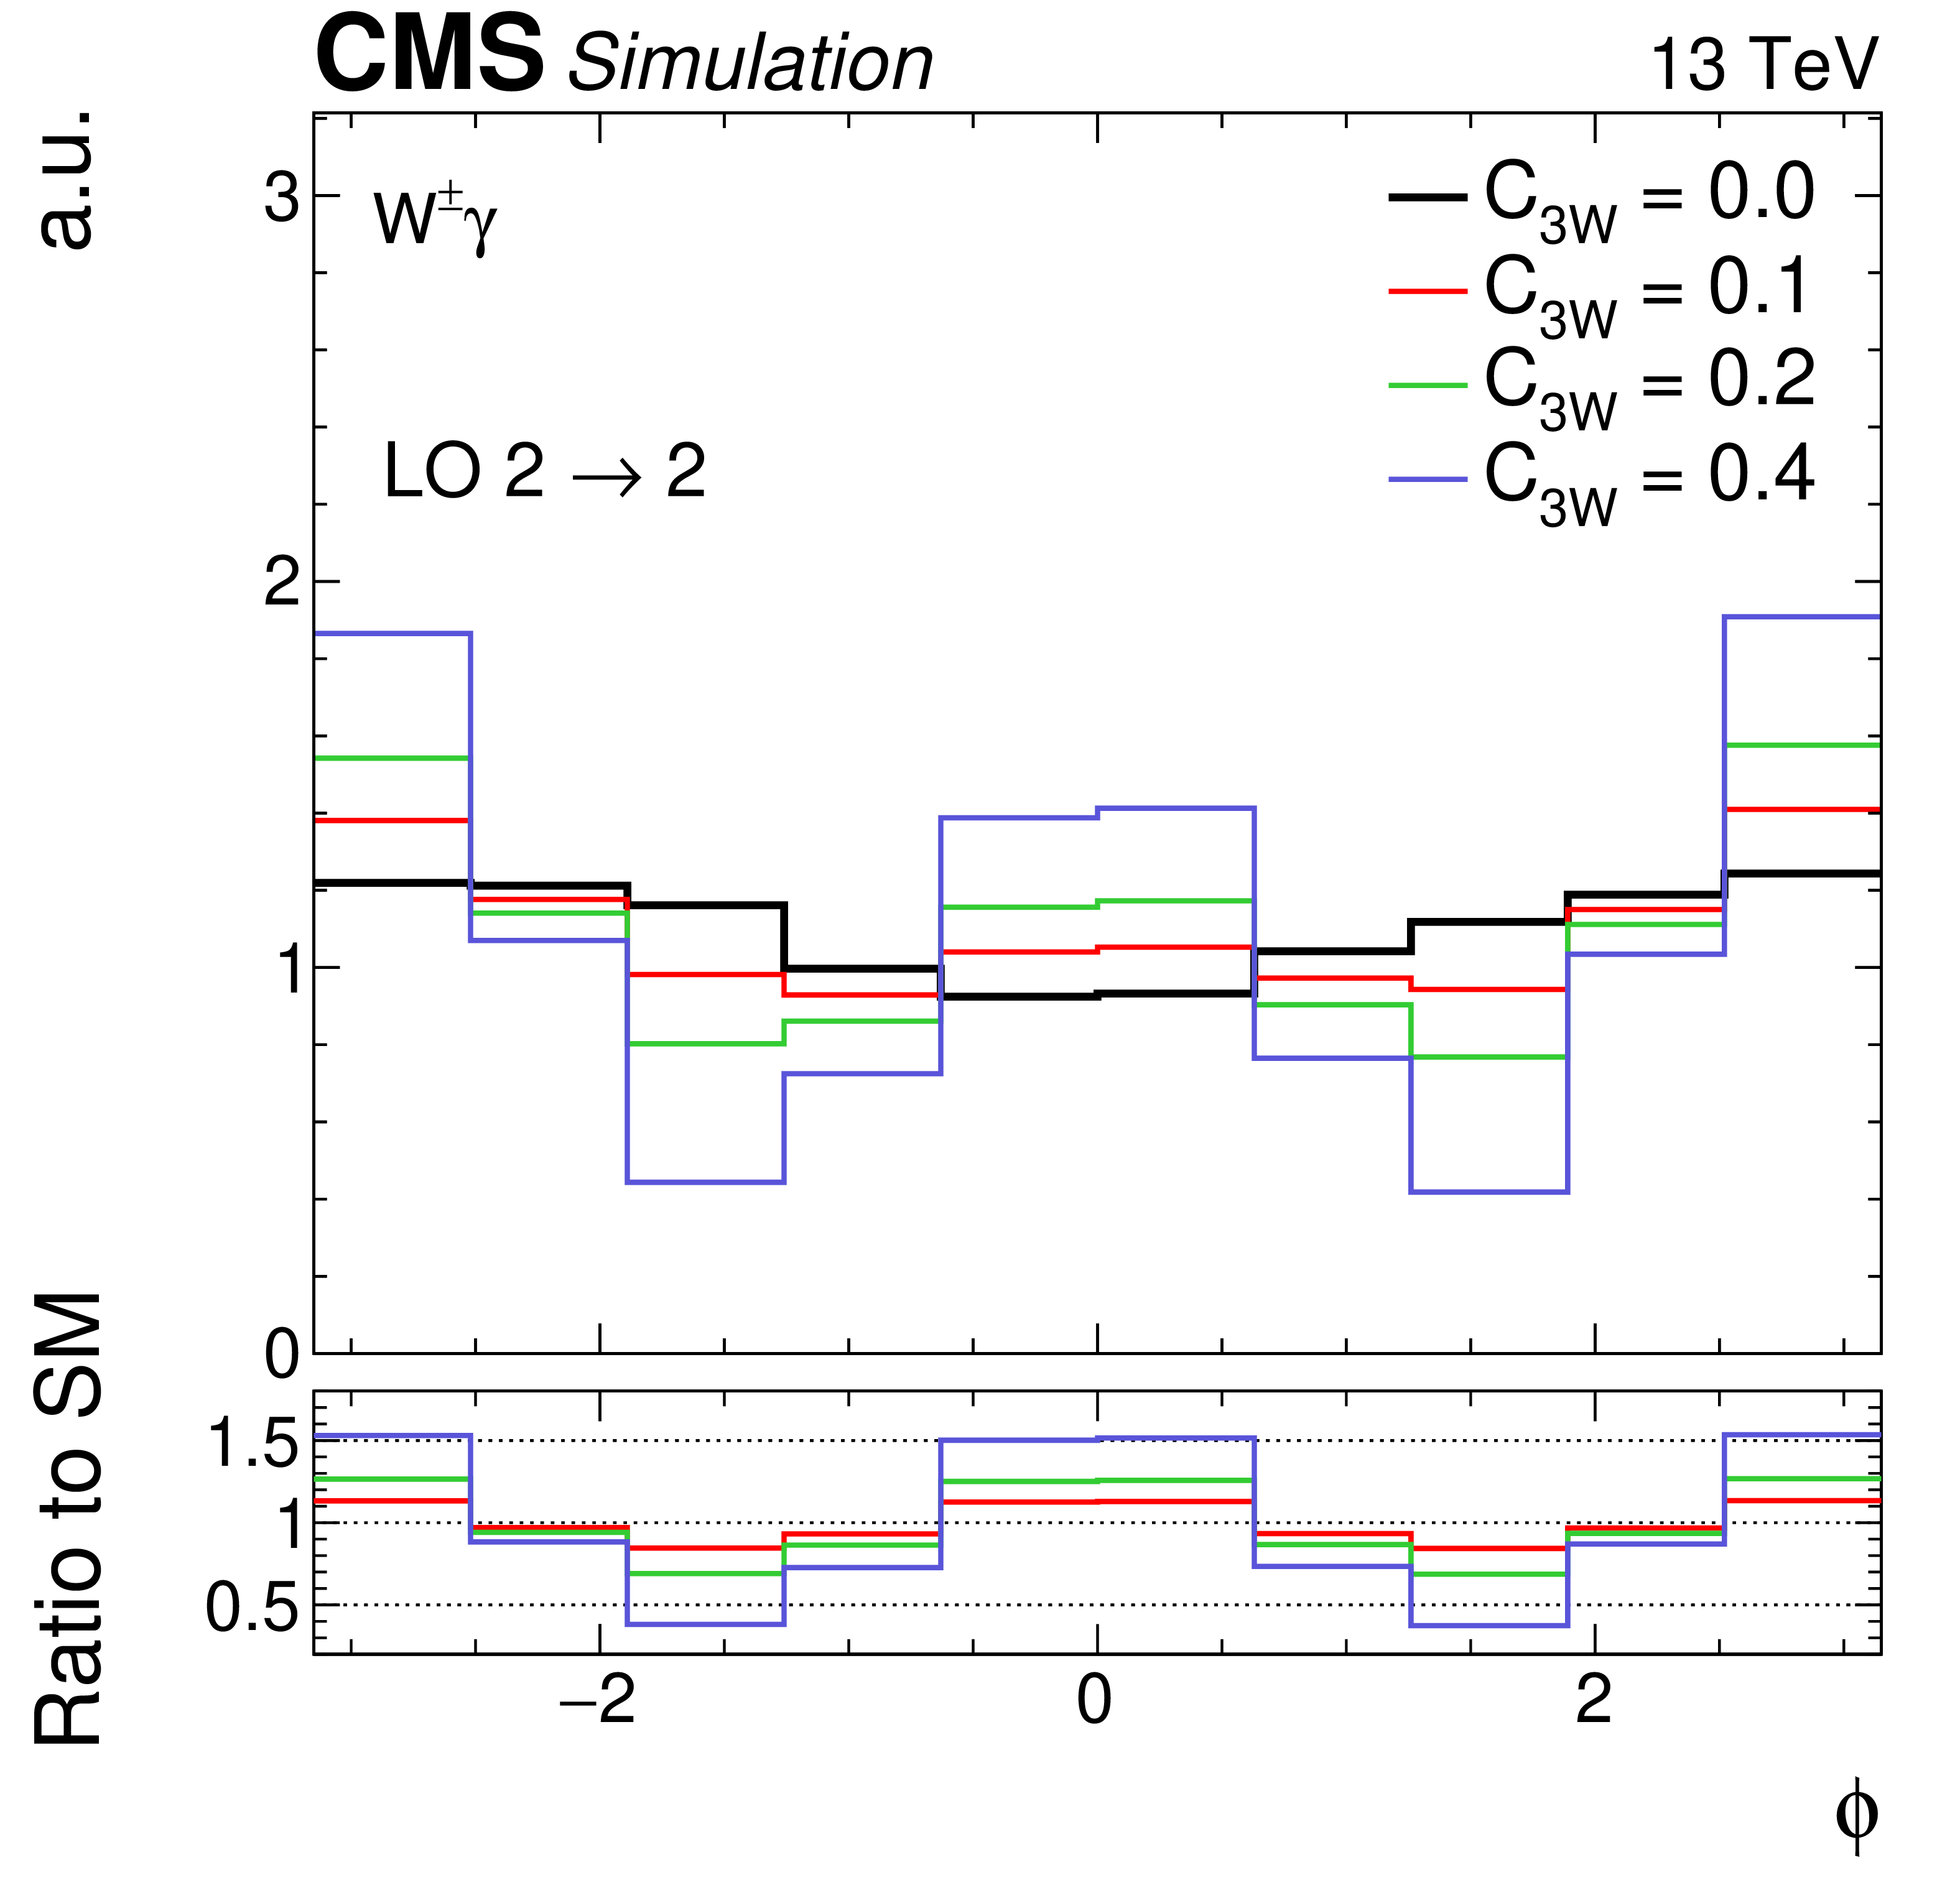 CMS Simulation 13 TeV
a.u.
W±γ
LO 2 → 2
C3W = 0.0
C3W = 0.1
C3W = 0.2
C3W = 0.4
3
2
1
0
Ratio to SM
1.5
1
0.5
−2 0 2
ϕ